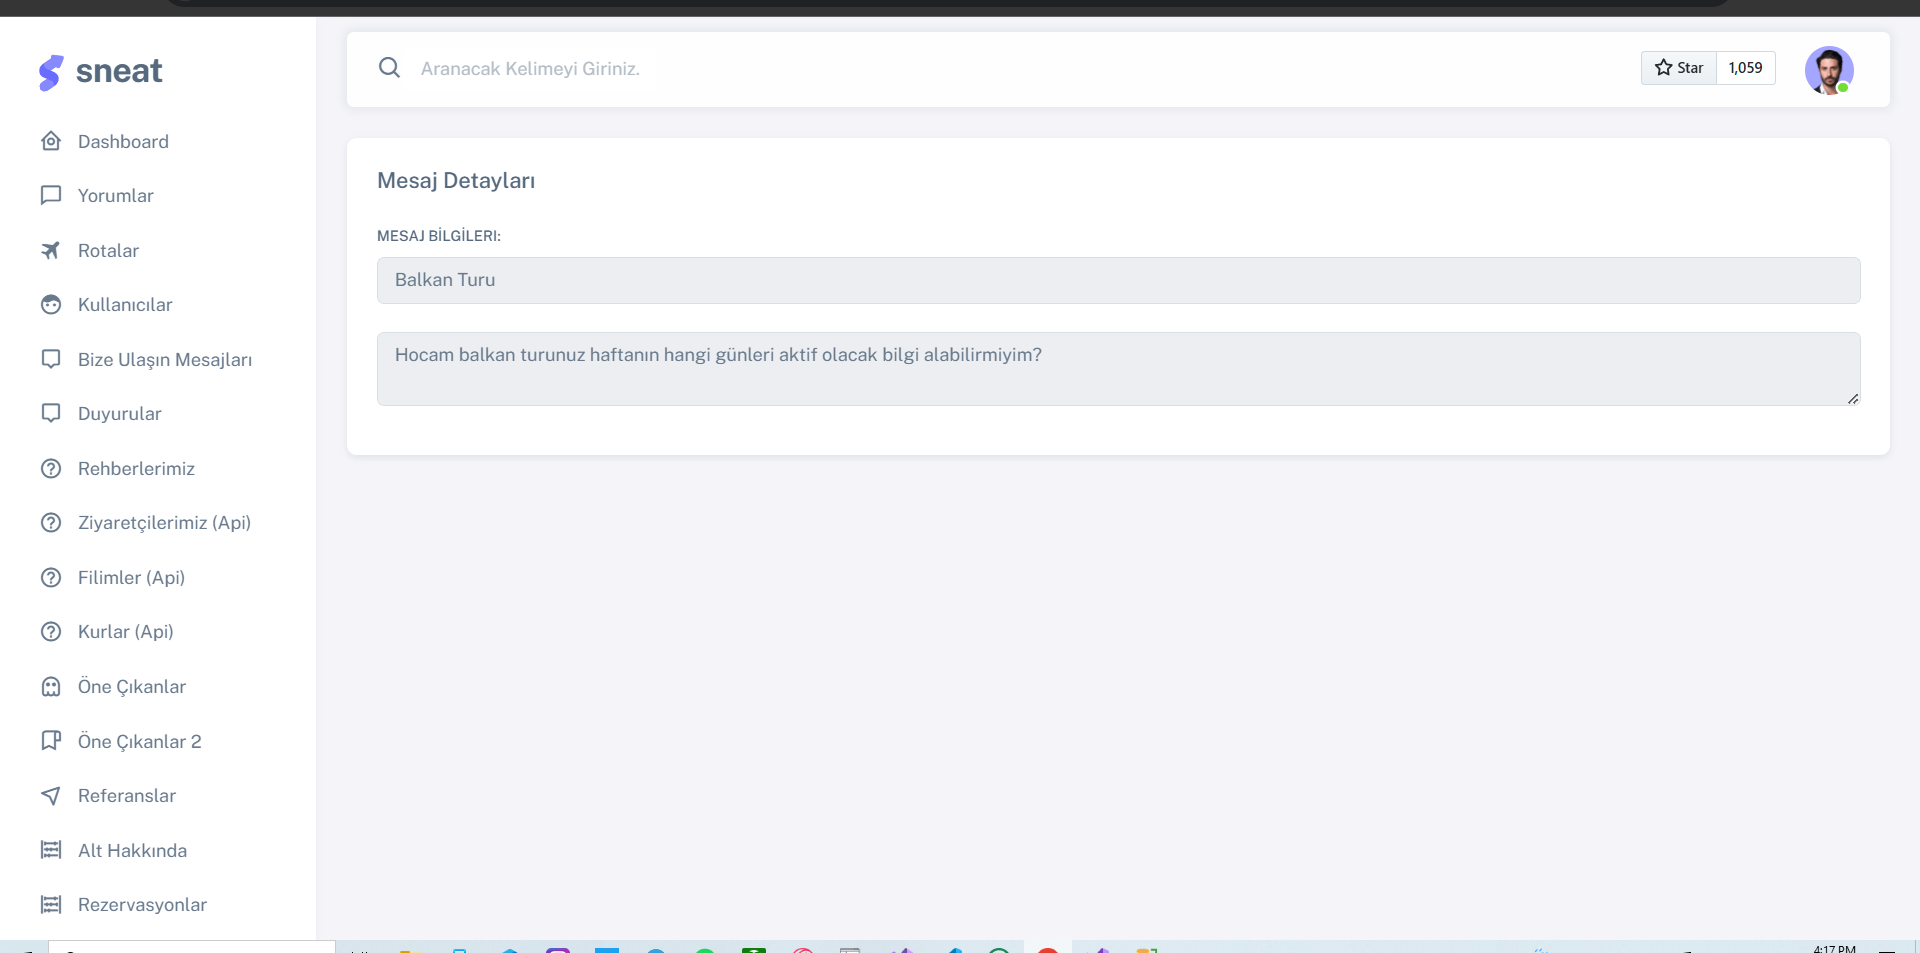 sneat
Dashboard
Yorumlar
Rotalar
Kullanıcılar
Bize Ulaşın Mesajları
Duyurular
Rehberlerimiz
Ziyaretçilerimiz (Api)
Filimler (Api)
Kurlar (Api)
Öne Çıkanlar
Öne Çıkanlar 2
Referanslar
Alt Hakkında
Rezervasyonlar
Aranacak Kelimeyi Giriniz.
Star 1,059
Mesaj Detayları
MESAJ BİLGİLERI:
Balkan Turu
Hocam balkan turunuz haftanın hangi günleri aktif olacak bilgi alabilirmiyim?
4:17 PM